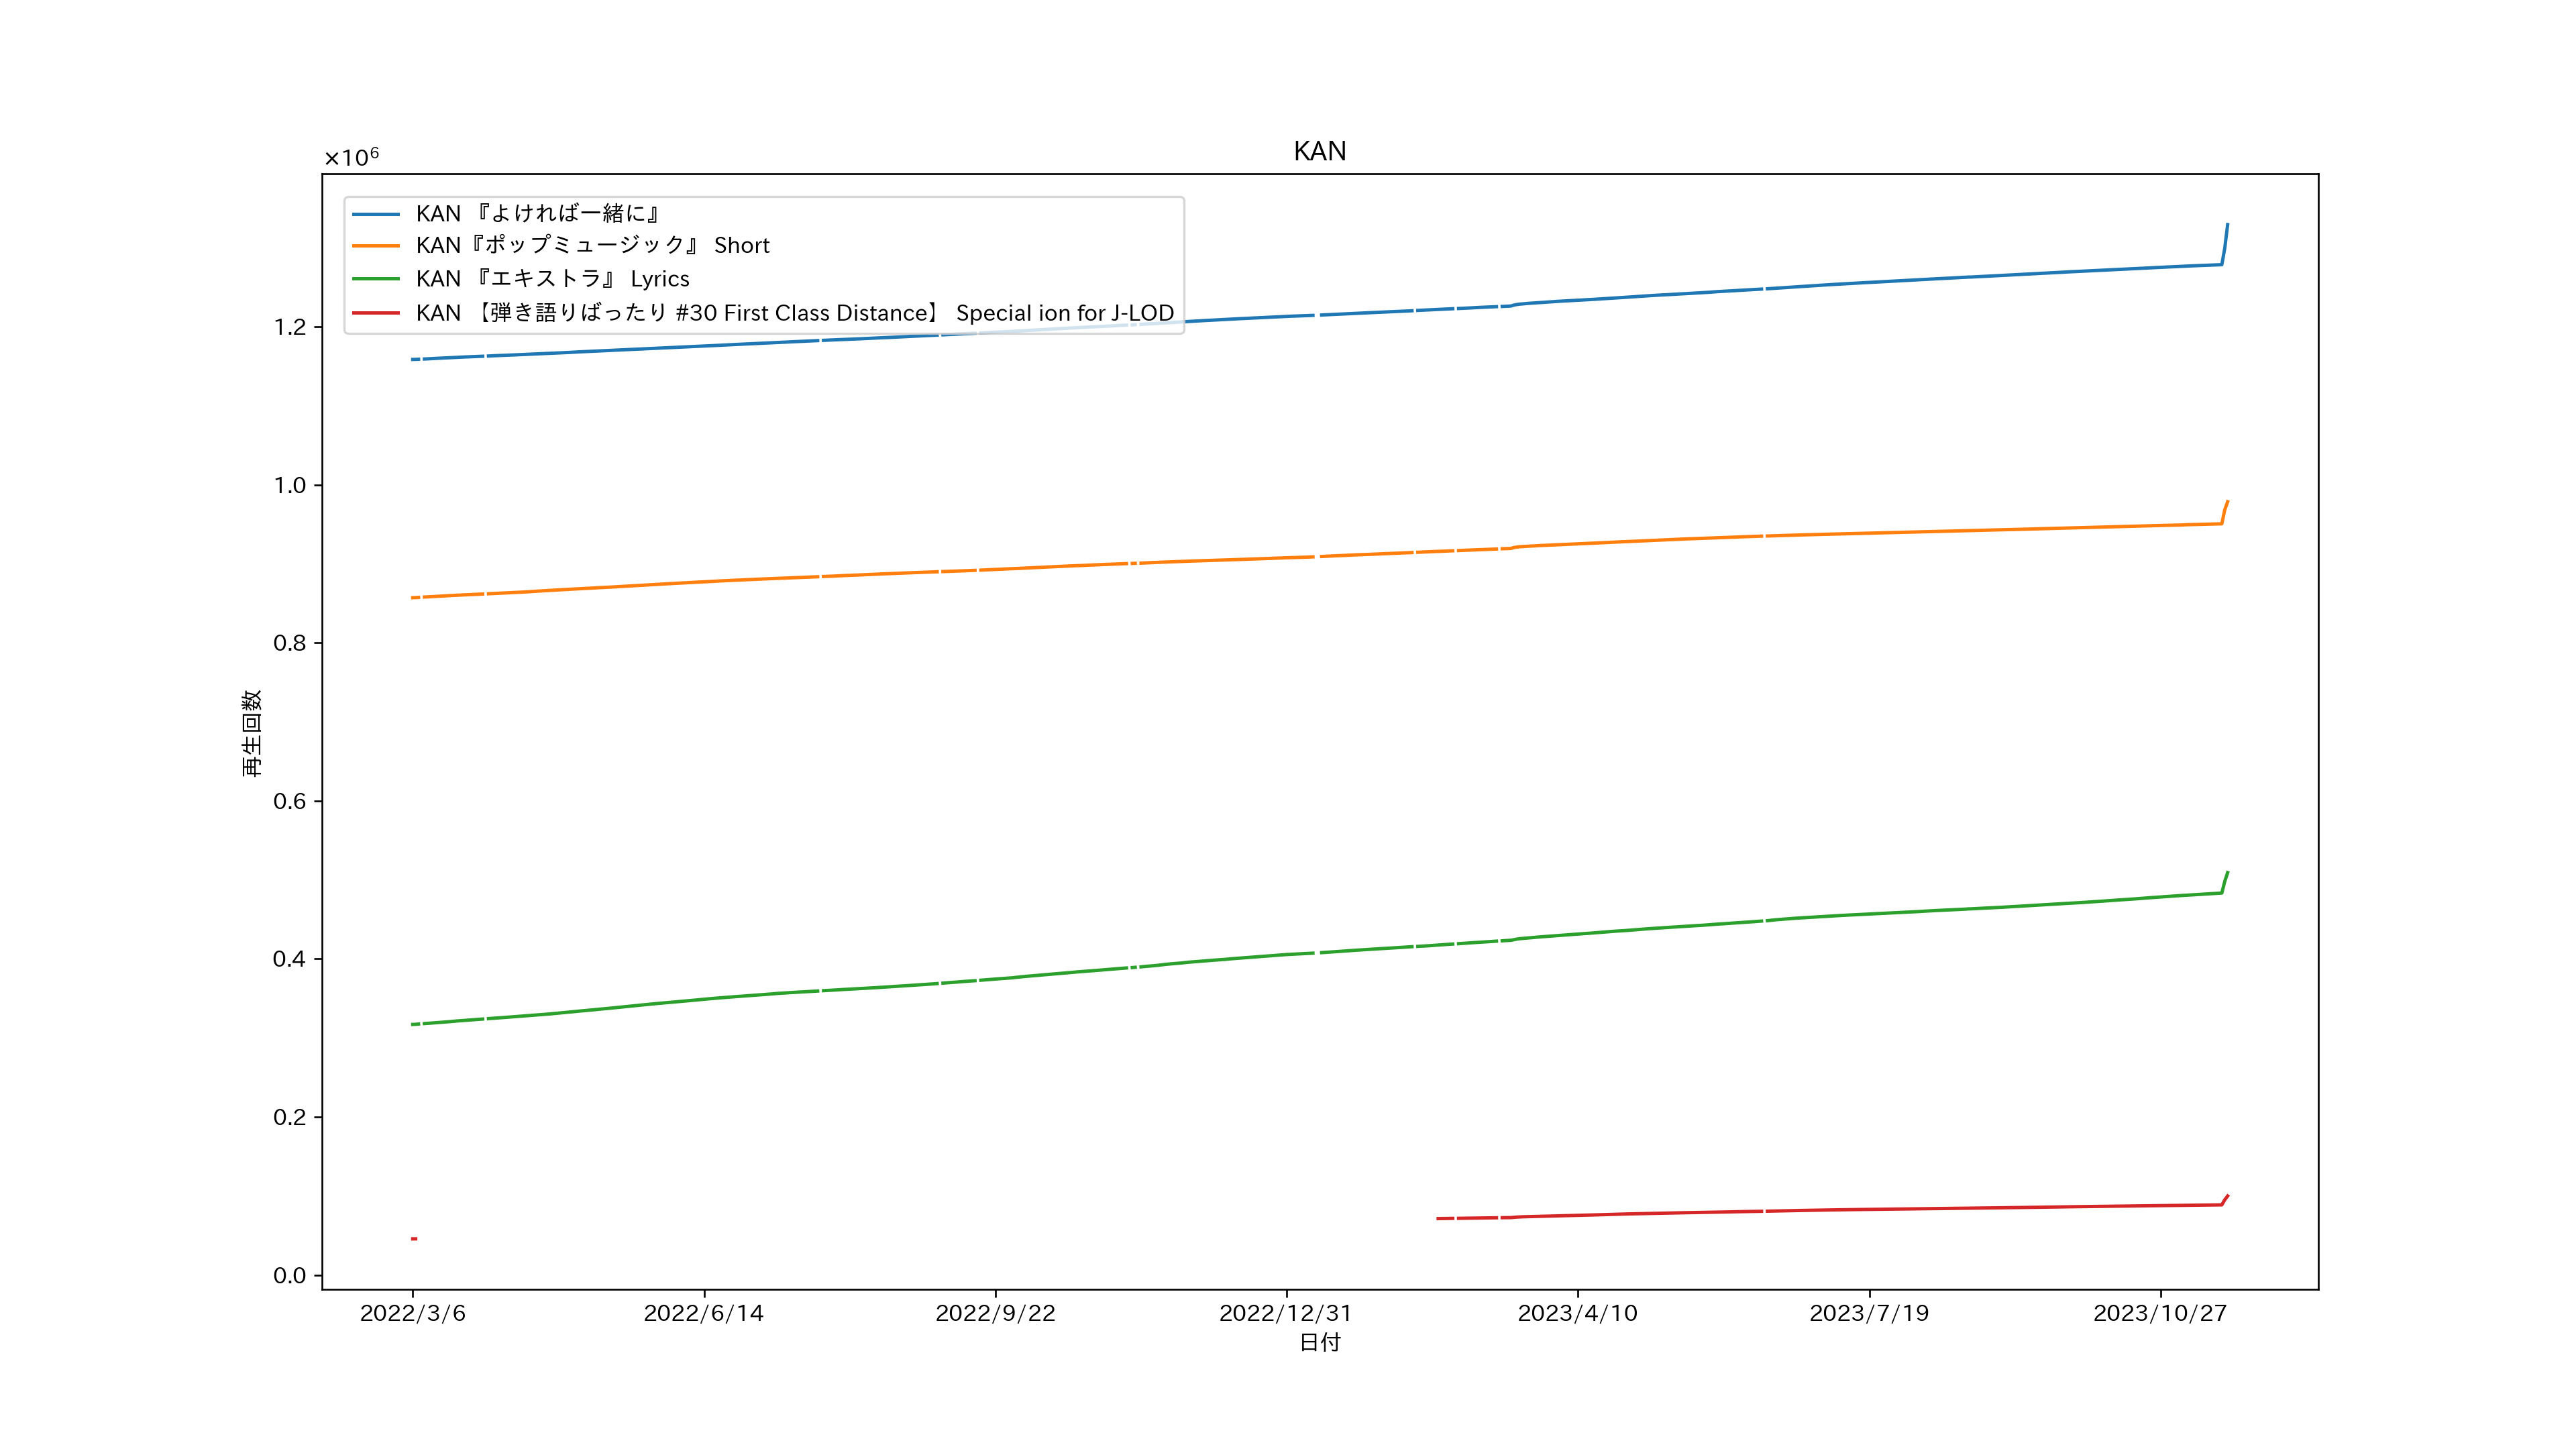 KAN
×10⁶
KAN 『よければ一緒に』
KAN『ポップミュージック』 Short
KAN 『エキストラ』 Lyrics
KAN 【弾き語りばったり #30 First Class Distance】 Special ion for J-LOD
1.2
1.0
0.8
0.6
0.4
0.2
0.0
再生回数
2022/3/6 2022/6/14 2022/9/22 2022/12/31 2023/4/10 2023/7/19 2023/10/27
日付